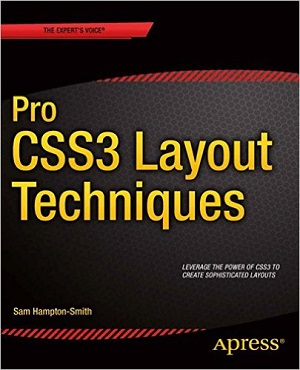 THE EXPERT'S VOICE®
Pro
CSS3 Layout
Techniques
LEVERAGE THE POWER OF CSS3 TO
CREATE SOPHISTICATED LAYOUTS
Sam Hampton-Smith
Apress®